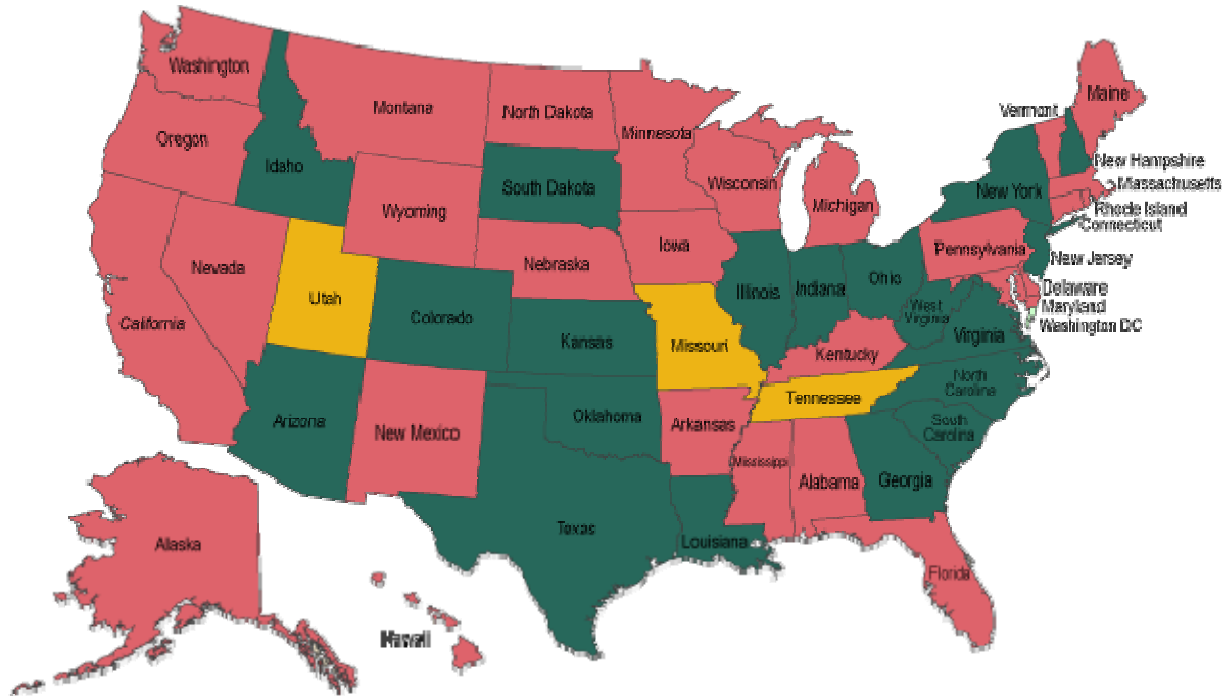 Washington
Montana
North Dakota
Minnesota
Maine
Vermont
Oregon
Idaho
South Dakota
Wisconsin
Michigan
New York
New Hampshire
Massachusetts
Rhode Island
Connecticut
Wyoming
Iowa
Pennsylvania
New Jersey
Nevada
Nebraska
Utah
Colorado
Illinois
Indiana
Ohio
West
Virginia
Virginia
Delaware
Maryland
Washington DC
California
Kansas
Missouri
Kentucky
Tennessee
North
Carolina
Arizona
New Mexico
Oklahoma
Arkansas
South
Carolina
Mississippi
Alabama
Georgia
Texas
Louisiana
Alaska
Florida
Hawaii